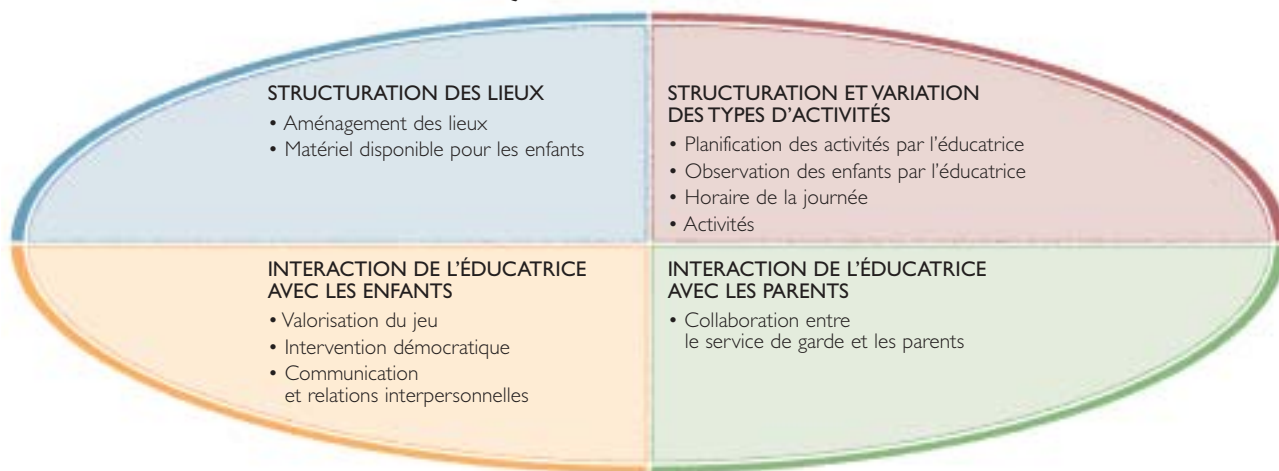 STRUCTURATION DES LIEUX
• Aménagement des lieux
• Matériel disponible pour les enfants
STRUCTURATION ET VARIATION
DES TYPES D'ACTIVITÉS
• Planification des activités par l'éducatrice
• Observation des enfants par l'éducatrice
• Horaire de la journée
• Activités
INTERACTION DE L'ÉDUCATRICE
AVEC LES ENFANTS
• Valorisation du jeu
• Intervention démocratique
• Communication
et relations interpersonnelles
INTERACTION DE L'ÉDUCATRICE
AVEC LES PARENTS
• Collaboration entre
le service de garde et les parents